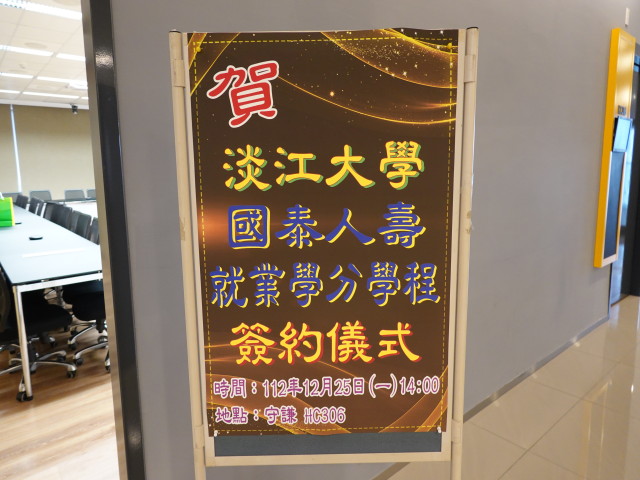 賀
淡江大學
國泰人壽
就業學分學程
簽約儀式
時間：112年12月25日(一)14:00
地點：守謙 HC306